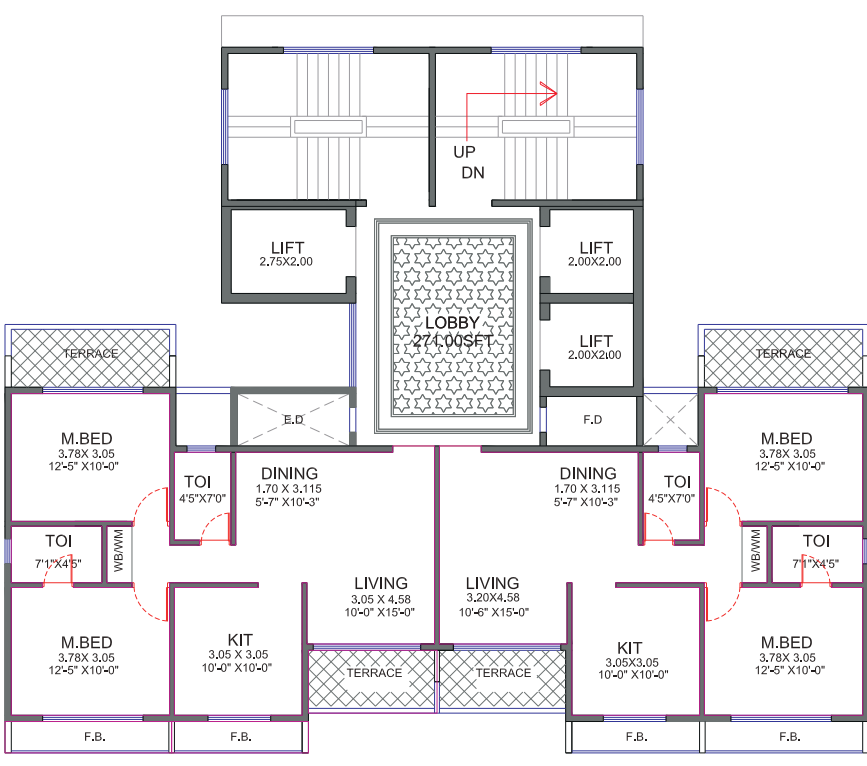 UP
DN
LIFT
2.75X2.00
LIFT
2.00X2.00
LOBBY
271.00SFT
LIFT
2.00X2.00
TERRACE
TERRACE
E.D
F.D
M.BED
3.78X 3.05
12'-5" X10'-0"
M.BED
3.78X 3.05
12'-5" X10'-0"
TOI
4'5"X7'0"
DINING
1.70 X 3.115
5'-7" X10'-3"
DINING
1.70 X 3.115
5'-7" X10'-3"
TOI
4'5"X7'0"
TOI
7'1"X4'5"
WB/WM
WB/WM
TOI
7'1"X4'5"
LIVING
3.05 X 4.58
10'-0" X15'-0"
LIVING
3.20X4.58
10'-6" X15'-0"
M.BED
3.78X 3.05
12'-5" X10'-0"
KIT
3.05 X 3.05
10'-0" X10'-0"
KIT
3.05X3.05
10'-0" X10'-0"
M.BED
3.78X 3.05
12'-5" X10'-0"
TERRACE
TERRACE
F.B.
F.B.
F.B.
F.B.